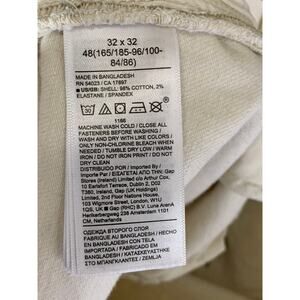 32 x 32
48(165/185-96/100-
84/86)
MADE IN BANGLADESH
RN 54023 / CA 17897
US/GB: SHELL: 98% COTTON, 2%
ELASTANE / SPANDEX
30
1166
MACHINE WASH COLD / CLOSE ALL
FASTENERS BEFORE WASHING /
WASH AND DRY WITH LIKE COLORS /
ONLY NON-CHLORINE BLEACH WHEN
NEEDED / TUMBLE DRY LOW / WARM
IRON / DO NOT IRON PRINT / DO NOT
DRY CLEAN
DISTRIBUIDO POR / Imported by /
Importe Par / ΕΙΣΑΓΕΤΑΙ ΑΠΟ ΤΗΝ: Gap
Stores (Ireland) Limited c/o Arthur Cox,
10 Earlsfort Terrace, Dublin 2, D02
T380, Ireland / GAP (UK Holdings)
Limited, 2nd Floor Nations House,
103 Wigmore Street, London, W1U
1QS, UK Gap (RHC) B.V. Luna ArenA
Herikerbergweg 238 Amsterdam 1101
CM, Netherlands
ОДЕЖДА ВТОРОГО СЛОЯ
FABRIQUE AU BANGLADESH / HECHO
EN BANGLADESH CON TELA
IMPORTADA / FABRICADO EM
BANGLADESH / ΚΑΤΑΣΚΕΥΑΣΤΗΚΕ
ΣΤΟ ΜΠΑΝΓΚΛΑΝΤΕΣ / ZEMLJA